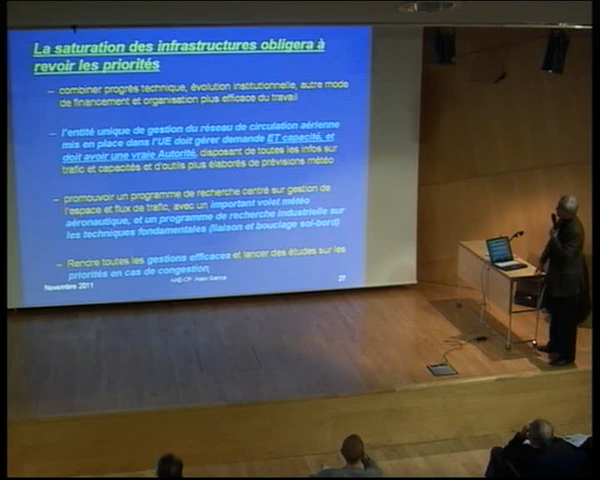 La saturation des infrastructures obligera à
revoir les priorités
– combiner progrès technique, évolution institutionnelle, autre mode
de financement et organisation plus efficace du travail
– l'entité unique de gestion du réseau de circulation aérienne
mis en place dans l'UE doit gérer demande ET capacité, et
doit avoir une vraie Autorité, disposant de toutes les infos sur
trafic et capacités et d'outils plus élaborés de prévisions météo
– promouvoir un programme de recherche centré sur gestion de
l'espace et flux de trafic, avec un important volet météo
aéronautique, et un programme de recherche industrielle sur
les techniques fondamentales (liaison et bouclage sol-bord)
– Rendre toutes les gestions efficaces et lancer des études sur les
priorités en cas de congestion
Novembre 2011 Alain 27